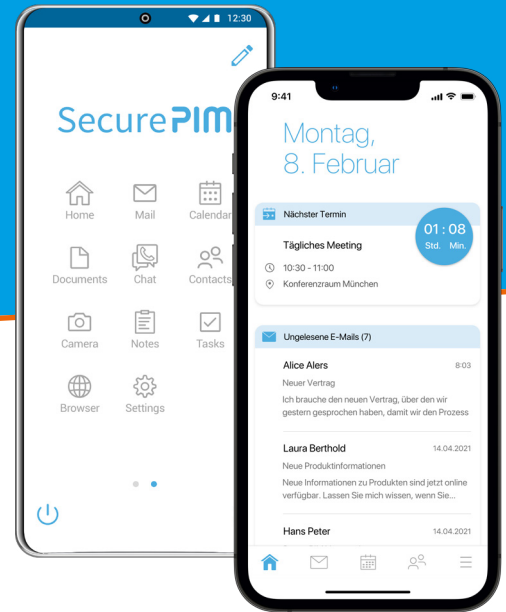 12:30
SecurePIM
Home Mail Calendar
Documents Chat Contacts
Camera Notes Tasks
Browser Settings
9:41
Montag,
8. Februar
Nächster Termin
01 : 08
Std. Min.
Tägliches Meeting
10:30 - 11:00
Konferenzraum München
Ungelesene E-Mails (7)
Alice Alers 8:03
Neuer Vertrag
Ich brauche den neuen Vertrag, über den wir
gestern gesprochen haben, damit wir den Prozess
Laura Berthold 14.04.2021
Neue Produktinformationen
Neue Informationen zu Produkten sind jetzt online
verfügbar. Lassen Sie mich wissen, wenn Sie...
Hans Peter 14.04.2021